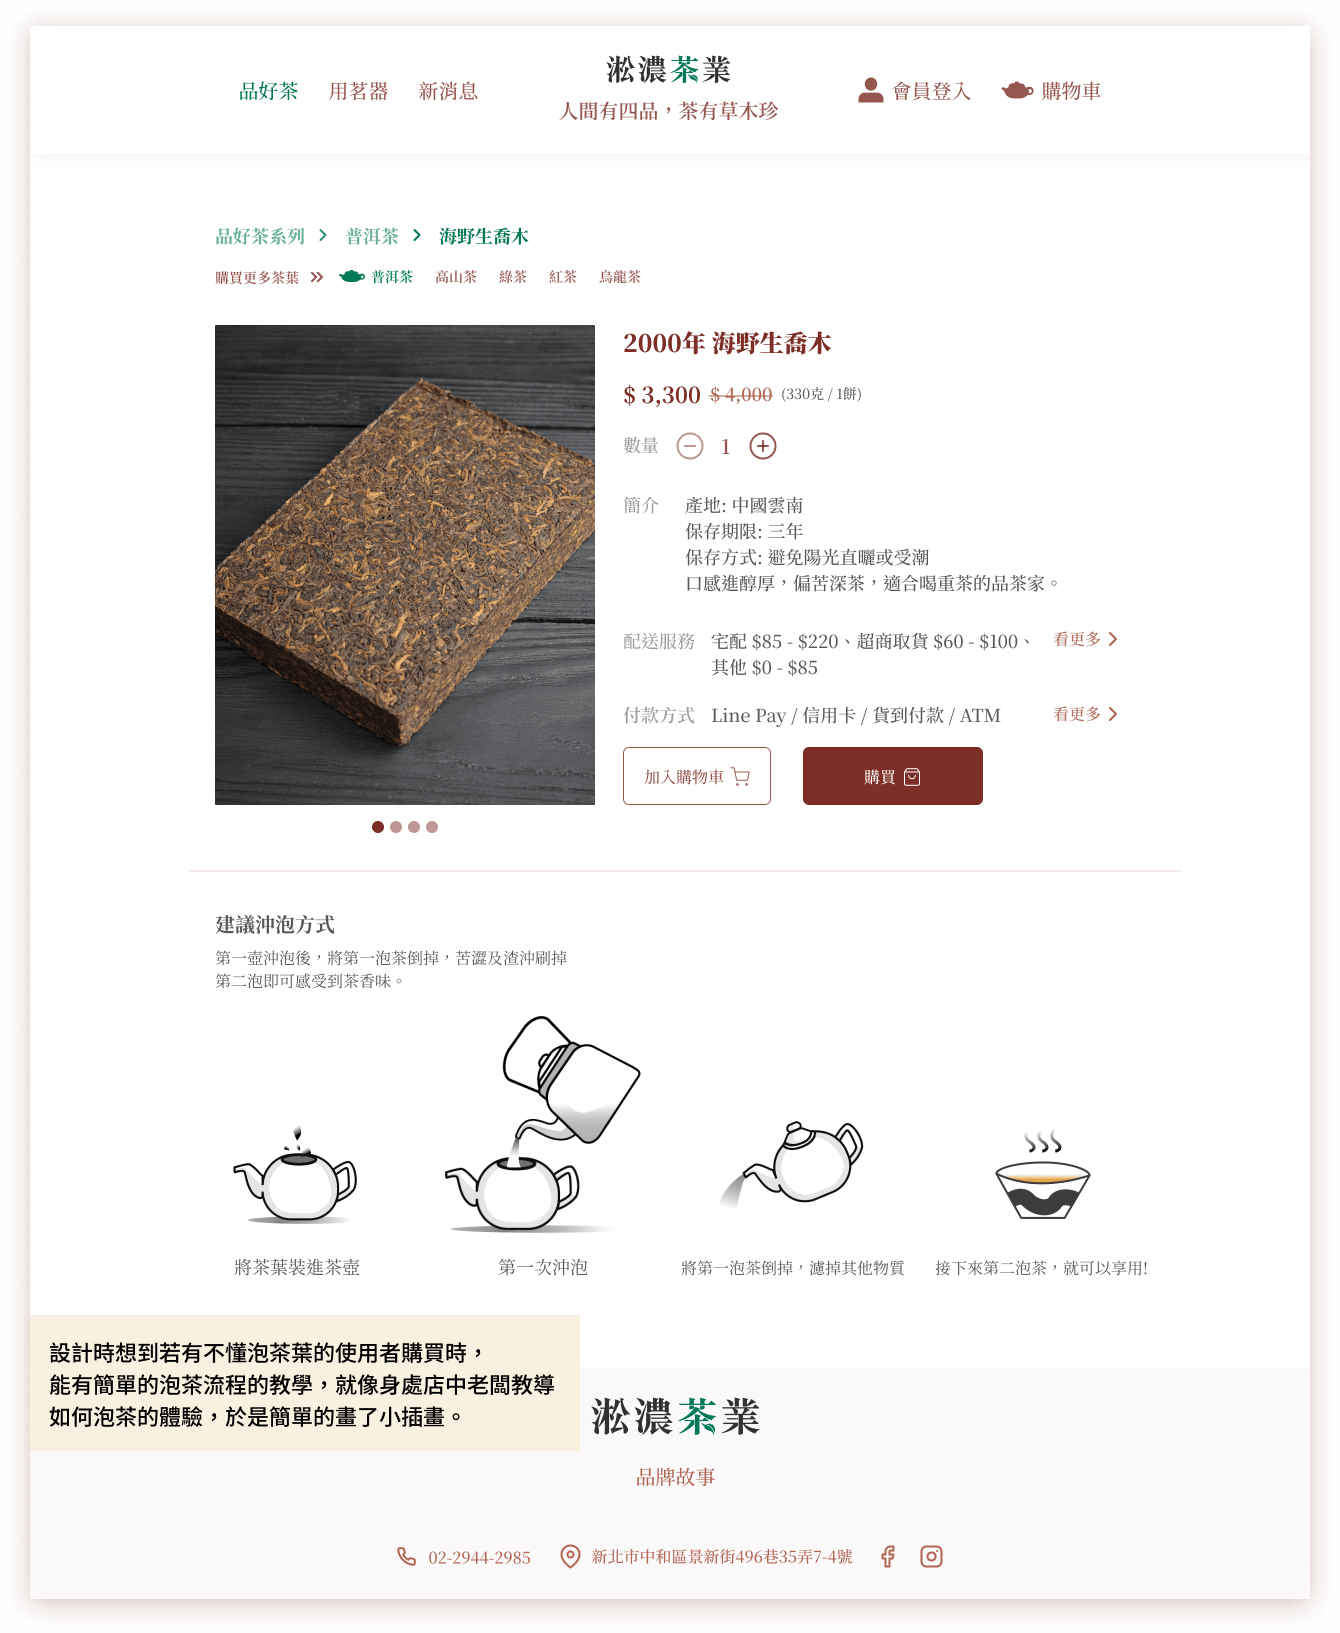 品好茶 用茗器 新消息
淞濃茶業
人間有四品，茶有草木珍
會員登入 購物車
品好茶系列 普洱茶 海野生喬木
購買更多茶葉 普洱茶 高山茶 綠茶 紅茶 烏龍茶
2000年 海野生喬木
$ 3,300 $ 4,000 (330克 / 1餅)
數量 1
簡介 產地: 中國雲南
保存期限: 三年
保存方式: 避免陽光直曬或受潮
口感進醇厚，偏苦深茶，適合喝重茶的品茶家。
配送服務 宅配 $85 - $220、超商取貨 $60 - $100、 看更多
其他 $0 - $85
付款方式 Line Pay / 信用卡 / 貨到付款 / ATM 看更多
加入購物車 購買
建議沖泡方式
第一壺沖泡後，將第一泡茶倒掉，苦澀及渣沖刷掉
第二泡即可感受到茶香味。
將茶葉裝進茶壺 第一次沖泡 將第一泡茶倒掉，濾掉其他物質 接下來第二泡茶，就可以享用!
設計時想到若有不懂泡茶葉的使用者購買時，
能有簡單的泡茶流程的教學，就像身處店中老闆教導
如何泡茶的體驗，於是簡單的畫了小插畫。
淞濃茶業
品牌故事
02-2944-2985 新北市中和區景新街496巷35弄7-4號